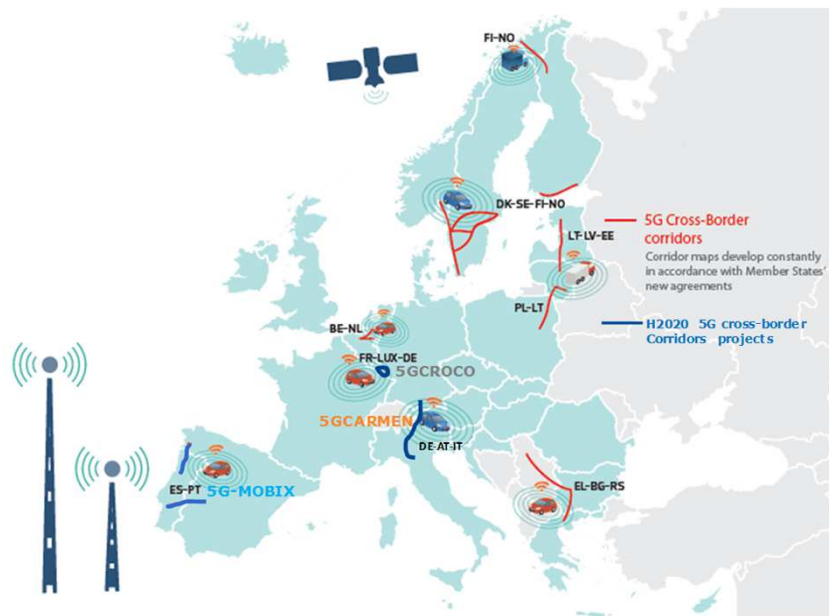 FI-NO
DK-SE-FI-NO
5G Cross-Border
corridors
LT-LV-EE
Corridor maps develop constantly
in accordance with Member States'
new agreements
PL-LT
BE-NL
H2020 5G cross-border
Corridors projects
FR-LUX-DE
5GCROCO
5GCARMEN
DE-AT-IT
ES-PT 5G-MOBIX
EL-BG-RS